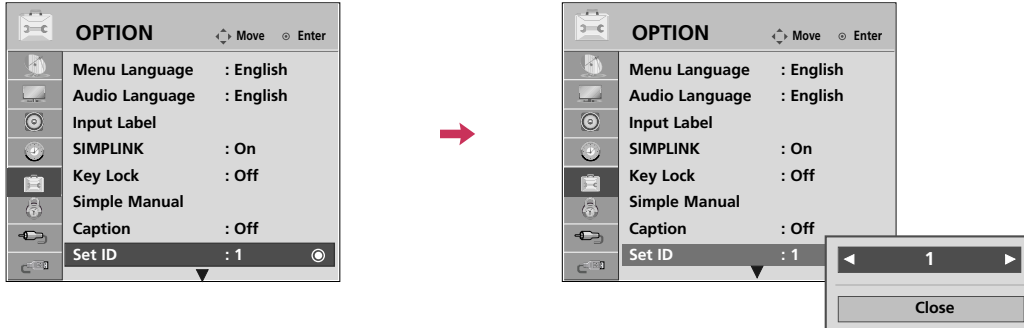 OPTION Move Enter
Menu Language : English
Audio Language : English
Input Label
SIMPLINK : On
Key Lock : Off
Simple Manual
Caption : Off
Set ID : 1
OPTION Move Enter
Menu Language : English
Audio Language : English
Input Label
SIMPLINK : On
Key Lock : Off
Simple Manual
Caption : Off
Set ID : 1
1
Close